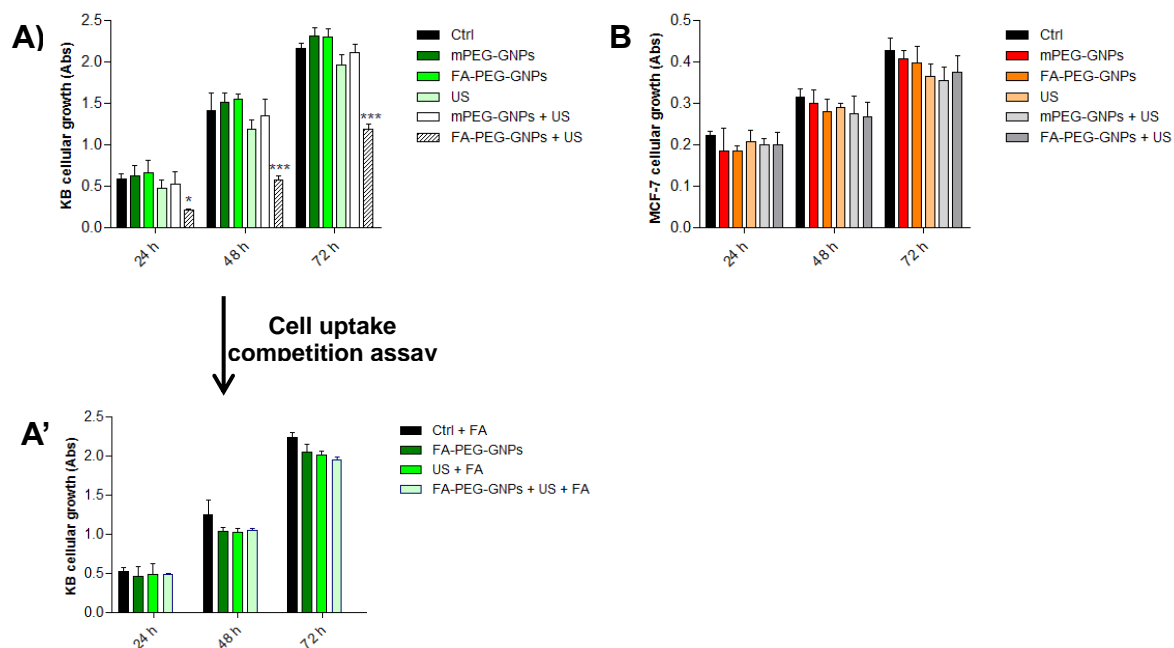 A)
KB cellular growth (Abs)
2.5
2.0
1.5
1.0
0.5
0.0
*
***
***
24 h
48 h
72 h
Ctrl
mPEG-GNPs
FA-PEG-GNPs
US
mPEG-GNPs + US
FA-PEG-GNPs + US
B
MCF-7 cellular growth (Abs)
0.5
0.4
0.3
0.2
0.1
0.0
24 h
48 h
72 h
Ctrl
mPEG-GNPs
FA-PEG-GNPs
US
mPEG-GNPs + US
FA-PEG-GNPs + US
Cell uptake
competition assay
A'
KB cellular growth (Abs)
2.5
2.0
1.5
1.0
0.5
0.0
24 h
48 h
72 h
Ctrl + FA
FA-PEG-GNPs
US + FA
FA-PEG-GNPs + US + FA